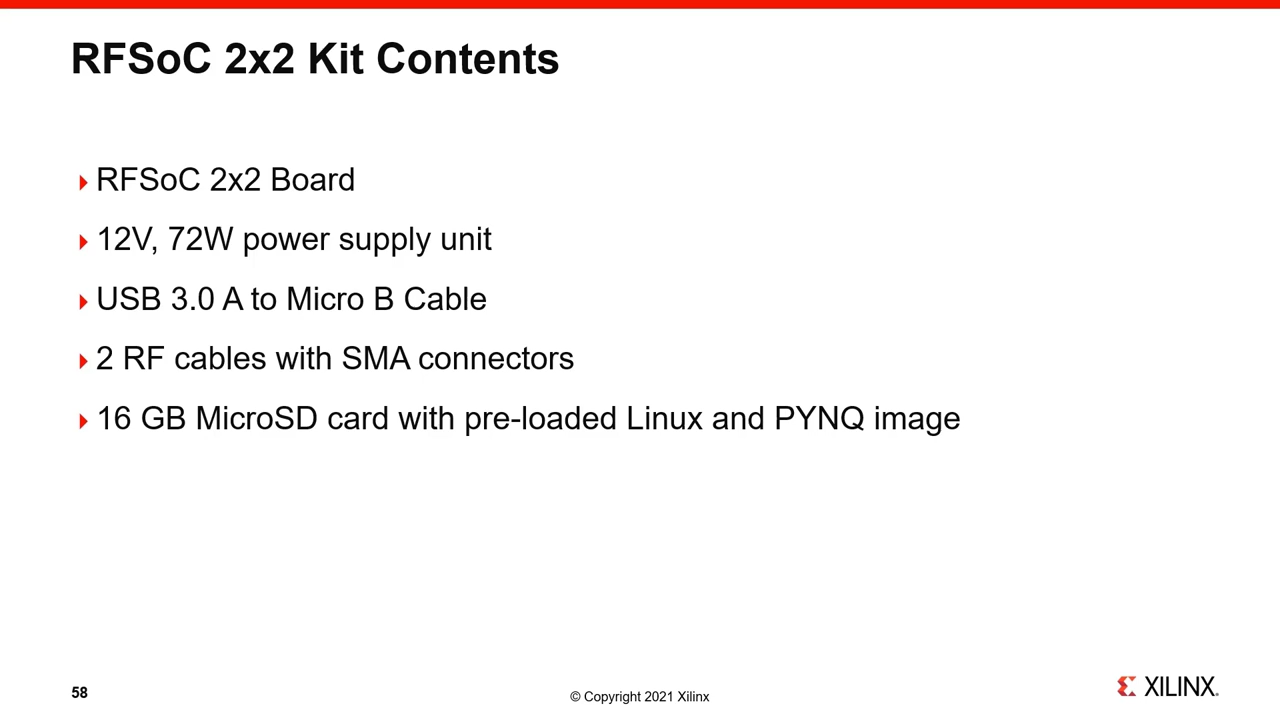 RFSoC 2x2 Kit Contents
RFSoC 2x2 Board
12V, 72W power supply unit
USB 3.0 A to Micro B Cable
2 RF cables with SMA connectors
16 GB MicroSD card with pre-loaded Linux and PYNQ image
58
© Copyright 2021 Xilinx
XILINX.